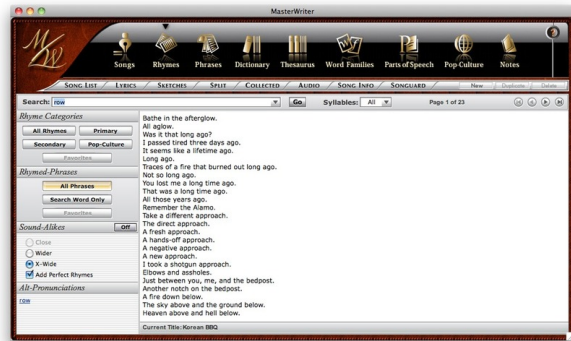 MasterWriter
MW
Songs Rhymes Phrases Dictionary Thesaurus Word Families Parts of Speech Pop-Culture Notes
Song List Lyrics Sketches Split Collected Audio Song Info Songuard New Duplicate Delete
Search: row Go Syllables: All Page 1 of 23
Rhyme Categories
All Rhymes Primary
Secondary Pop-Culture
Favorites
Rhymed-Phrases
All Phrases
Search Word Only
Favorites
Sound-Alikes Off
Close
Wider
X-Wide
Add Perfect Rhymes
Alt-Pronunciations
row
Bathe in the afterglow.
All aglow.
Was it that long ago?
I passed tired three days ago.
It seems like a lifetime ago.
Long ago.
Traces of a fire that burned out long ago.
Not so long ago.
You lost me a long time ago.
That was a long time ago.
All those years ago.
Remember the Alamo.
Take a different approach.
The direct approach.
A fresh approach.
A hands-off approach.
A negative approach.
A new approach.
I took a shotgun approach.
Elbows and assholes.
Just between you, me, and the bedpost.
Another notch on the bedpost.
A fire down below.
The sky above and the ground below.
Heaven above and hell below.
Current Title: Korean BBQ